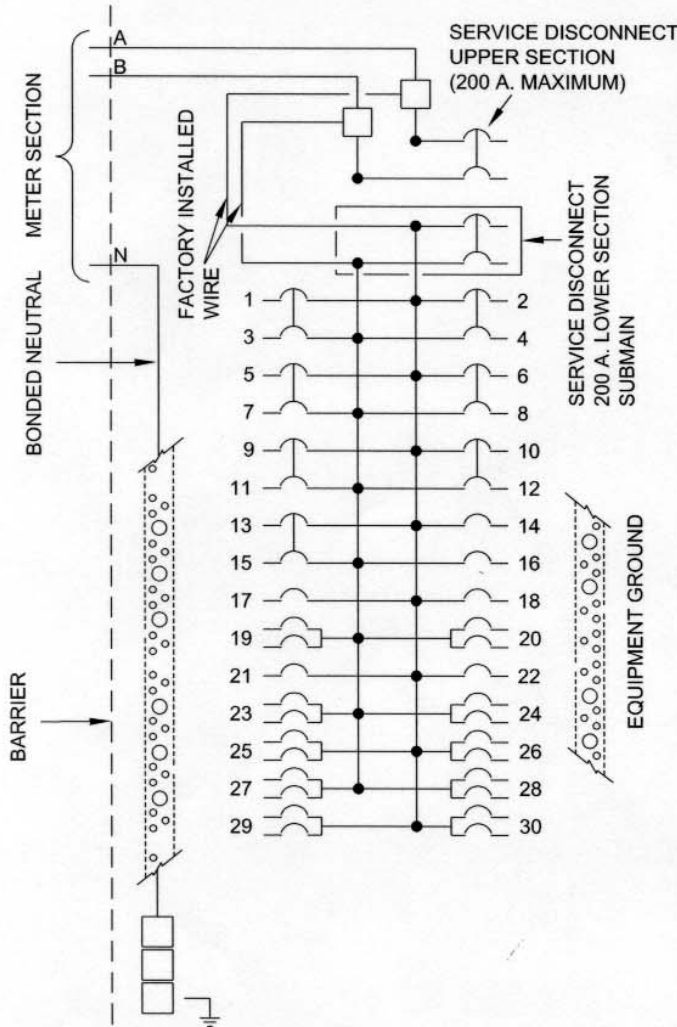 A
B
N
METER SECTION
BONDED NEUTRAL
BARRIER
FACTORY INSTALLED
WIRE
SERVICE DISCONNECT
UPPER SECTION
(200 A. MAXIMUM)
SERVICE DISCONNECT
200 A. LOWER SECTION
SUBMAIN
1 2
3 4
5 6
7 8
9 10
11 12
13 14
15 16
17 18
19 20
21 22
23 24
25 26
27 28
29 30
EQUIPMENT GROUND